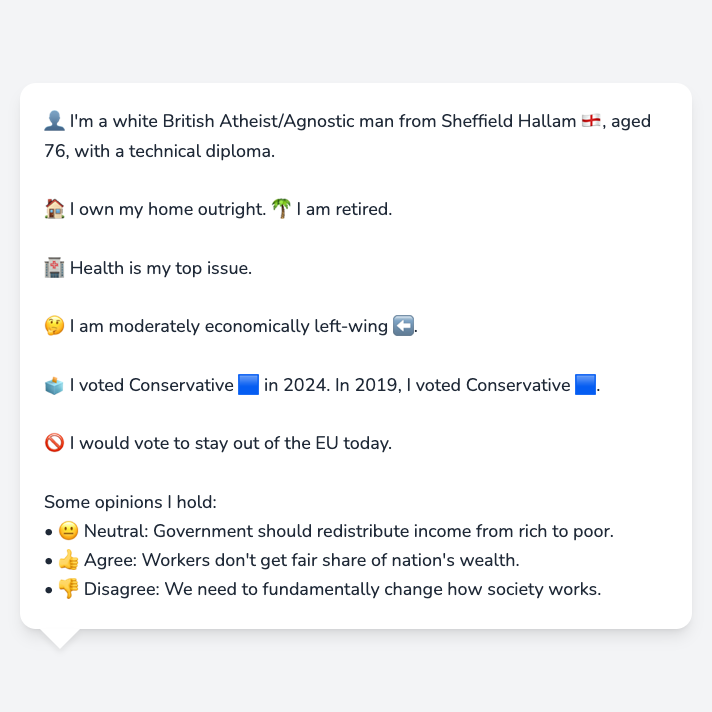 👤 I'm a white British Atheist/Agnostic man from Sheffield Hallam 🏴󠁧󠁢󠁥󠁮󠁧󠁿, aged
76, with a technical diploma.
🏠 I own my home outright. 🌴 I am retired.
🏥 Health is my top issue.
🤔 I am moderately economically left-wing ⬅️.
🗳️ I voted Conservative 🟦 in 2024. In 2019, I voted Conservative 🟦.
🚫 I would vote to stay out of the EU today.
Some opinions I hold:
• 😐 Neutral: Government should redistribute income from rich to poor.
• 👍 Agree: Workers don't get fair share of nation's wealth.
• 👎 Disagree: We need to fundamentally change how society works.